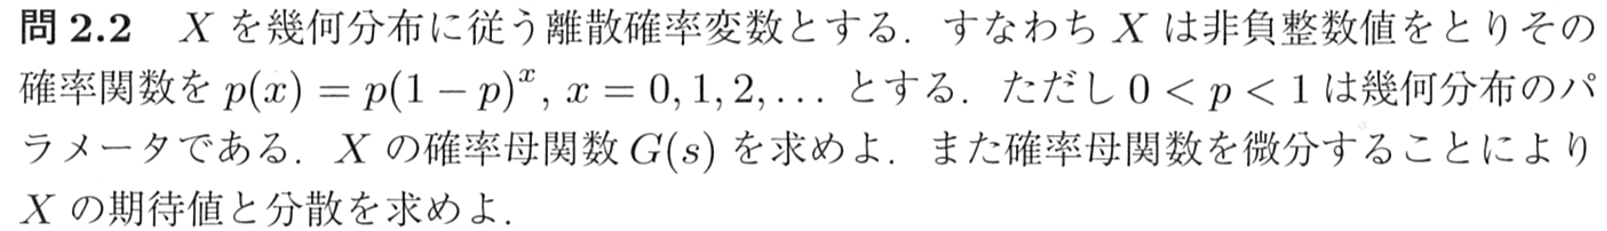 問 2.2 X を幾何分布に従う離散確率変数とする．すなわち X は非負整数値をとりその
確率関数を p(x) = p(1 − p)^x, x = 0, 1, 2, … とする．ただし 0 < p < 1 は幾何分布のパ
ラメータである．X の確率母関数 G(s) を求めよ．また確率母関数を微分することにより
X の期待値と分散を求めよ．